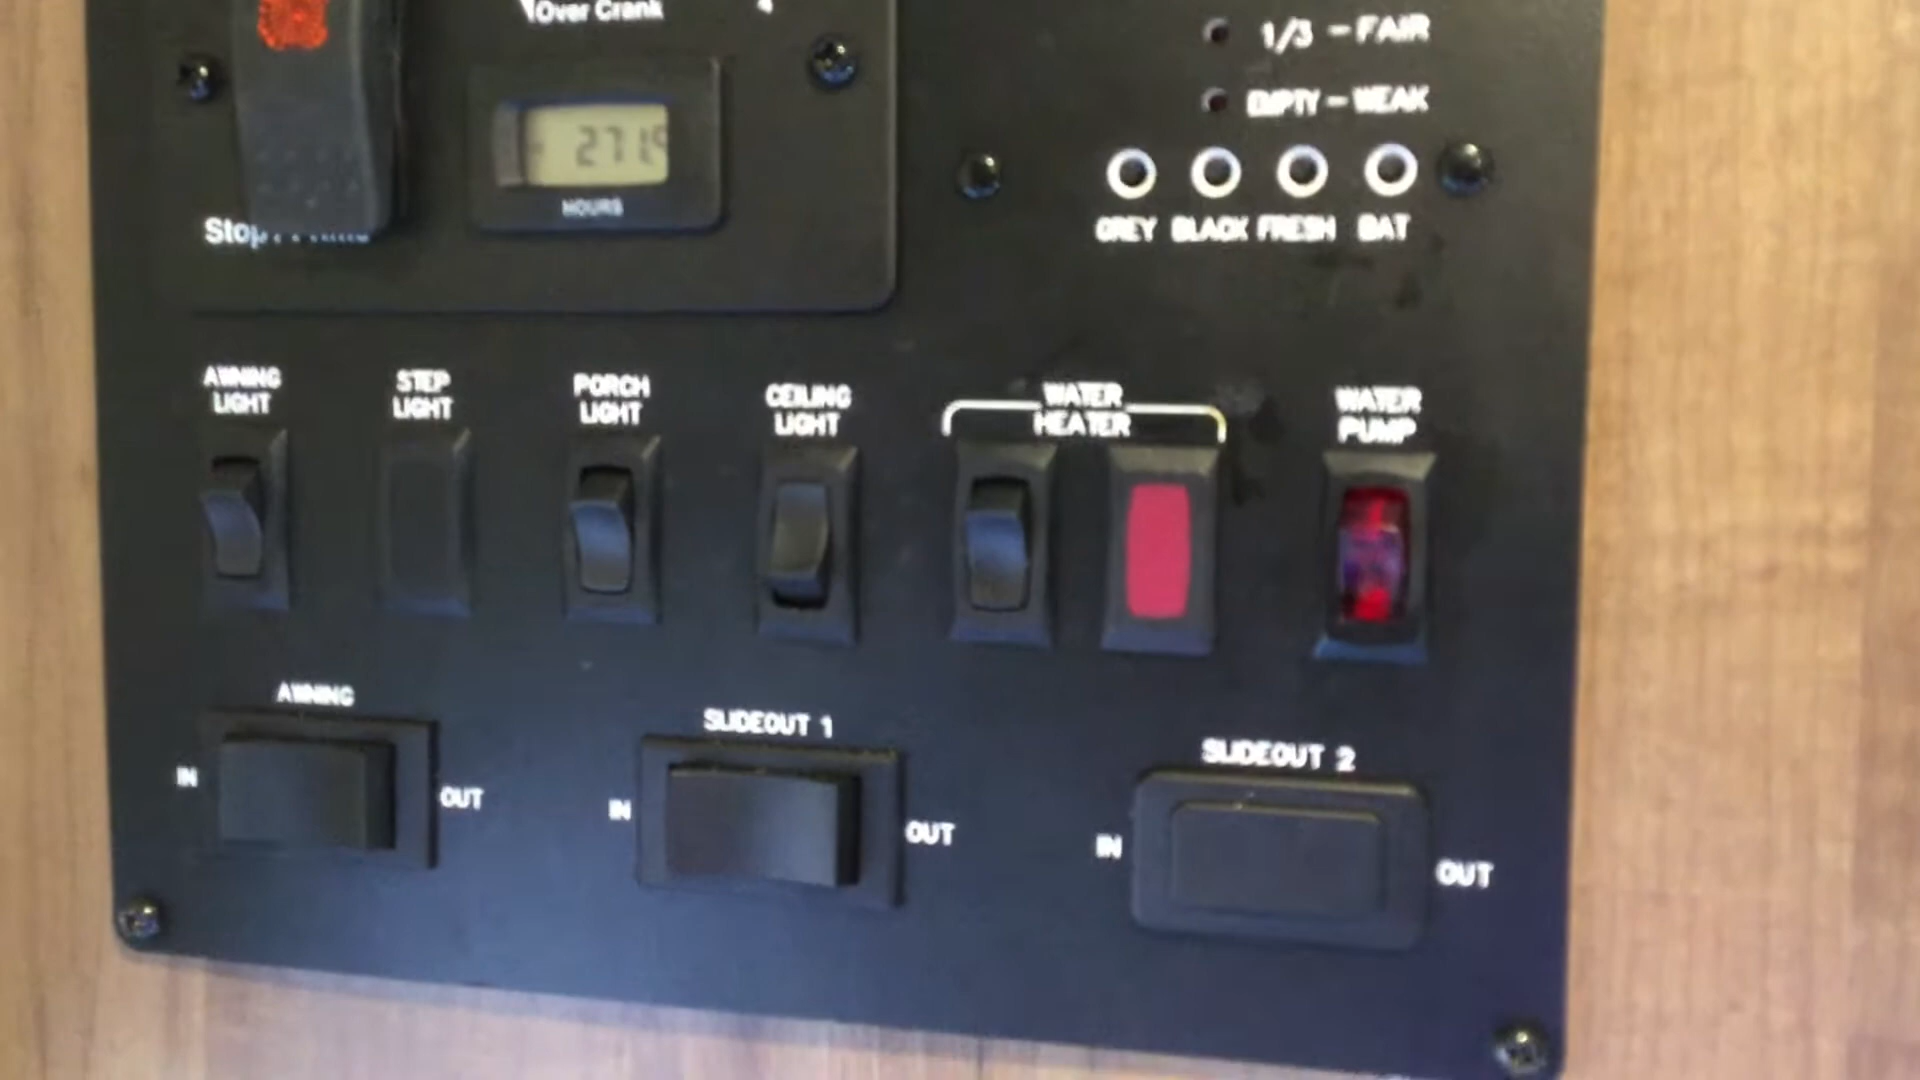 Over Crank
1/3 - FAIR
EMPTY - WEAK
HOURS
Stop
GREY BLACK FRESH BAT
AWNING
LIGHT
STEP
LIGHT
PORCH
LIGHT
CEILING
LIGHT
WATER
HEATER
WATER
PUMP
AWNING
IN
OUT
SLIDEOUT 1
IN
OUT
SLIDEOUT 2
IN
OUT